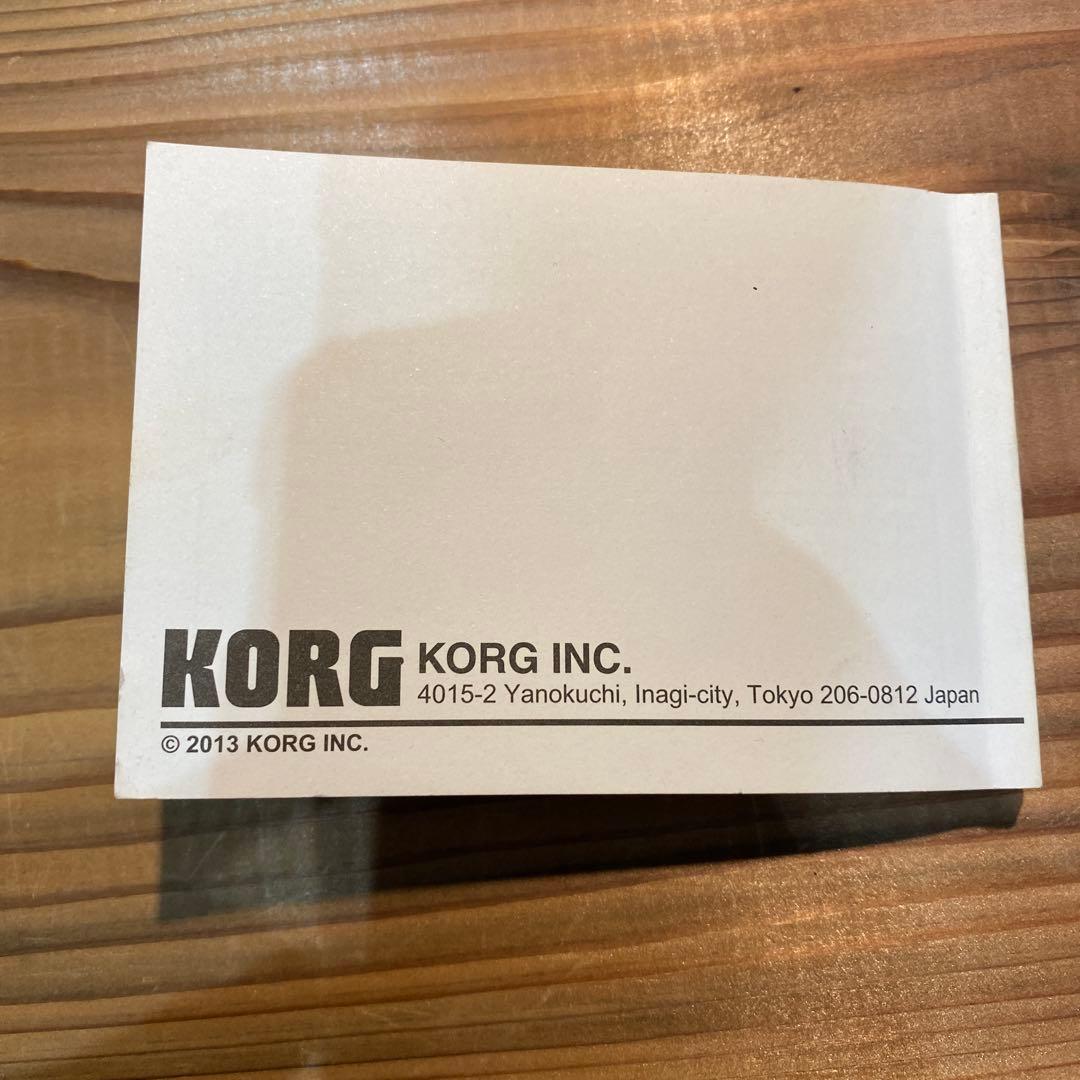 KORG KORG INC.
4015-2 Yanokuchi, Inagi-city, Tokyo 206-0812 Japan
© 2013 KORG INC.